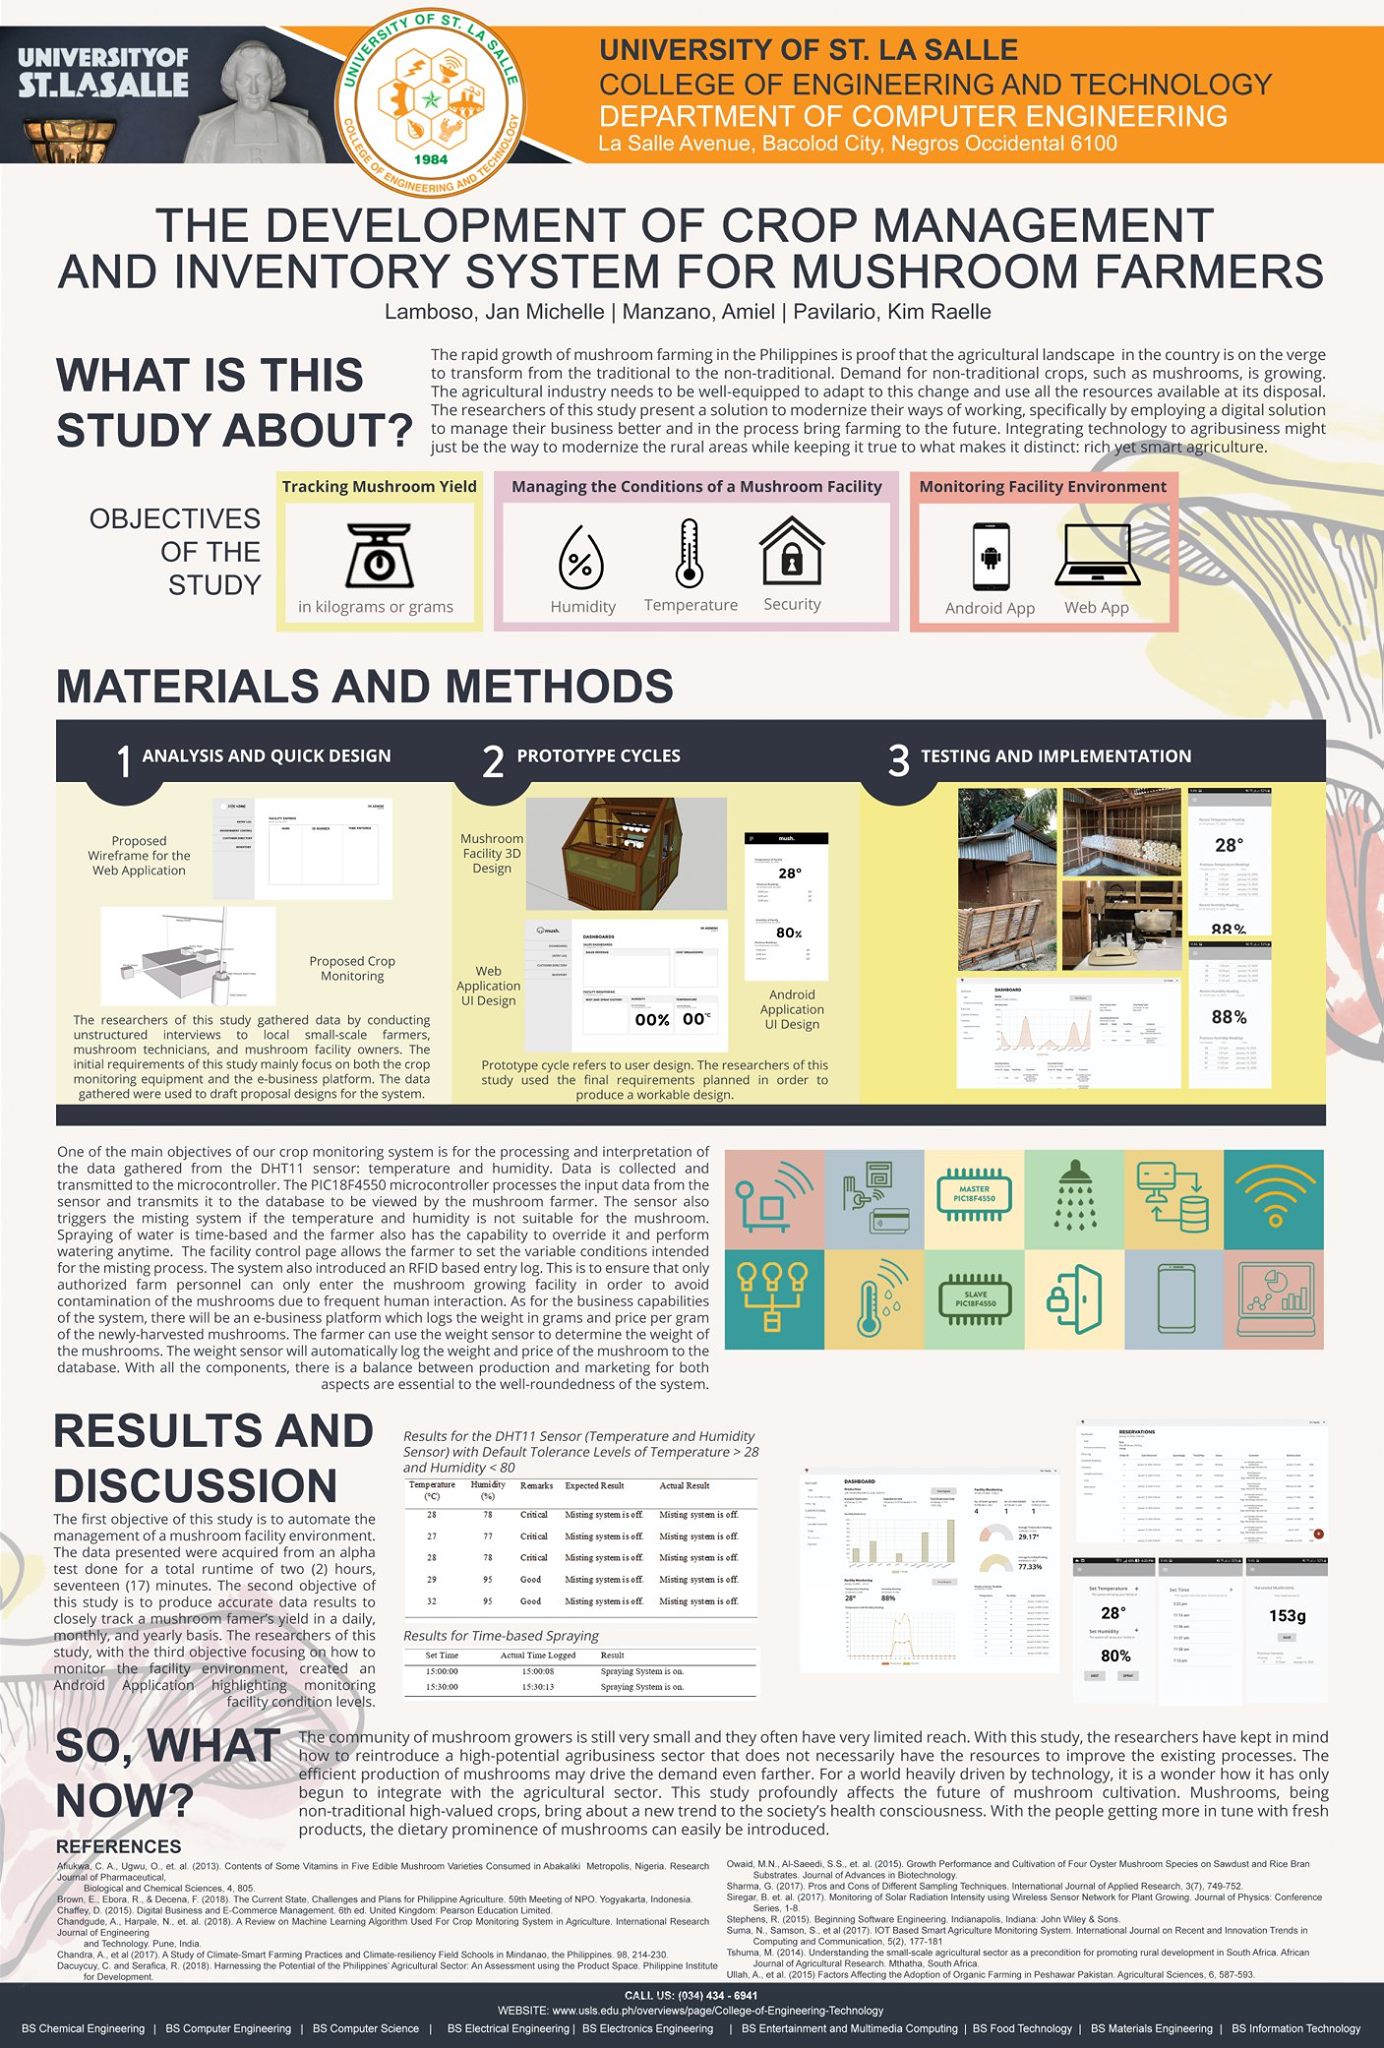 UNIVERSITY OF
ST. LA SALLE
UNIVERSITY OF ST. LA SALLE
COLLEGE OF ENGINEERING AND TECHNOLOGY
1984
UNIVERSITY OF ST. LA SALLE
COLLEGE OF ENGINEERING AND TECHNOLOGY
DEPARTMENT OF COMPUTER ENGINEERING
La Salle Avenue, Bacolod City, Negros Occidental 6100
THE DEVELOPMENT OF CROP MANAGEMENT
AND INVENTORY SYSTEM FOR MUSHROOM FARMERS
Lamboso, Jan Michelle | Manzano, Amiel | Pavilario, Kim Raelle
WHAT IS THIS
STUDY ABOUT?
The rapid growth of mushroom farming in the Philippines is proof that the agricultural landscape in the country is on the verge
to transform from the traditional to the non-traditional. Demand for non-traditional crops, such as mushrooms, is growing.
The agricultural industry needs to be well-equipped to adapt to this change and use all the resources available at its disposal.
The researchers of this study present a solution to modernize their ways of working, specifically by employing a digital solution
to manage their business better and in the process bring farming to the future. Integrating technology to agribusiness might
just be the way to modernize the rural areas while keeping it true to what makes it distinct: rich yet smart agriculture.
OBJECTIVES
OF THE
STUDY
Tracking Mushroom Yield
in kilograms or grams
Managing the Conditions of a Mushroom Facility
%
Humidity
Temperature
Security
Monitoring Facility Environment
Android App
Web App
MATERIALS AND METHODS
1 ANALYSIS AND QUICK DESIGN
Proposed
Wireframe for the
Web Application
Proposed Crop
Monitoring
The researchers of this study gathered data by conducting
unstructured interviews to local small-scale farmers,
mushroom technicians, and mushroom facility owners. The
initial requirements of this study mainly focus on both the crop
monitoring equipment and the e-business platform. The data
gathered were used to draft proposal designs for the system.
2 PROTOTYPE CYCLES
Mushroom
Facility 3D
Design
mush.
28°
80%
Web
Application
UI Design
mush.
DASHBOARDS
00%
00°C
Android
Application
UI Design
Prototype cycle refers to user design. The researchers of this
study used the final requirements planned in order to
produce a workable design.
3 TESTING AND IMPLEMENTATION
28°
88%
DASHBOARD
88%
One of the main objectives of our crop monitoring system is for the processing and interpretation of
the data gathered from the DHT11 sensor: temperature and humidity. Data is collected and
transmitted to the microcontroller. The PIC18F4550 microcontroller processes the input data from the
sensor and transmits it to the database to be viewed by the mushroom farmer. The sensor also
triggers the misting system if the temperature and humidity is not suitable for the mushroom.
Spraying of water is time-based and the farmer also has the capability to override it and perform
watering anytime. The facility control page allows the farmer to set the variable conditions intended
for the misting process. The system also introduced an RFID based entry log. This is to ensure that only
authorized farm personnel can only enter the mushroom growing facility in order to avoid
contamination of the mushrooms due to frequent human interaction. As for the business capabilities
of the system, there will be an e-business platform which logs the weight in grams and price per gram
of the newly-harvested mushrooms. The farmer can use the weight sensor to determine the weight of
the mushrooms. The weight sensor will automatically log the weight and price of the mushroom to the
database. With all the components, there is a balance between production and marketing for both
aspects are essential to the well-roundedness of the system.
MASTER
PIC18F4550
SLAVE
PIC18F4550
RESULTS AND
DISCUSSION
The first objective of this study is to automate the
management of a mushroom facility environment.
The data presented were acquired from an alpha
test done for a total runtime of two (2) hours,
seventeen (17) minutes. The second objective of
this study is to produce accurate data results to
closely track a mushroom famer's yield in a daily,
monthly, and yearly basis. The researchers of this
study, with the third objective focusing on how to
monitor the facility environment, created an
Android Application highlighting monitoring
facility condition levels.
Results for the DHT11 Sensor (Temperature and Humidity
Sensor) with Default Tolerance Levels of Temperature > 28
and Humidity < 80
Temperature (°C) Humidity (%) Remarks Expected Result Actual Result
28 78 Critical Misting system is off. Misting system is off.
27 77 Critical Misting system is off. Misting system is off.
28 78 Critical Misting system is off. Misting system is off.
29 95 Good Misting system is off. Misting system is off.
32 95 Good Misting system is off. Misting system is off.
Results for Time-based Spraying
Set Time Actual Time Logged Result
15:00:00 15:00:08 Spraying System is on.
15:30:00 15:30:13 Spraying System is on.
DASHBOARD
Facility Monitoring
4 1 1
29.17°
77.33%
Facility Monitoring
28° 88%
RESERVATIONS
Set Temperature
28°
Set Humidity
80%
Set Time
Harvested Mushrooms
153g
SO, WHAT
NOW?
The community of mushroom growers is still very small and they often have very limited reach. With this study, the researchers have kept in mind
how to reintroduce a high-potential agribusiness sector that does not necessarily have the resources to improve the existing processes. The
efficient production of mushrooms may drive the demand even farther. For a world heavily driven by technology, it is a wonder how it has only
begun to integrate with the agricultural sector. This study profoundly affects the future of mushroom cultivation. Mushrooms, being
non-traditional high-valued crops, bring about a new trend to the society's health consciousness. With the people getting more in tune with fresh
products, the dietary prominence of mushrooms can easily be introduced.
REFERENCES
Afiukwa, C. A., Ugwu, O., et. al. (2013). Contents of Some Vitamins in Five Edible Mushroom Varieties Consumed in Abakaliki Metropolis, Nigeria. Research
Journal of Pharmaceutical,
Biological and Chemical Sciences, 4, 805.
Brown, E., Ebora, R., & Decena, F. (2018). The Current State, Challenges and Plans for Philippine Agriculture. 59th Meeting of NPO. Yogyakarta, Indonesia.
Chaffey, D. (2015). Digital Business and E-Commerce Management. 6th ed. United Kingdom: Pearson Education Limited.
Chandgude, A., Harpale, N., et. al. (2018). A Review on Machine Learning Algorithm Used For Crop Monitoring System in Agriculture. International Research
Journal of Engineering
and Technology. Pune, India.
Chandra, A., et al (2017). A Study of Climate-Smart Farming Practices and Climate-resiliency Field Schools in Mindanao, the Philippines. 98, 214-230.
Dacuycuy, C. and Serafica, R. (2018). Harnessing the Potential of the Philippines' Agricultural Sector: An Assessment using the Product Space. Philippine Institute
for Development.
Owaid, M.N., Al-Saeedi, S.S., et. al. (2015). Growth Performance and Cultivation of Four Oyster Mushroom Species on Sawdust and Rice Bran
Substrates. Journal of Advances in Biotechnology.
Sharma, G. (2017). Pros and Cons of Different Sampling Techniques. International Journal of Applied Research, 3(7), 749-752.
Siregar, B. et. al. (2017). Monitoring of Solar Radiation Intensity using Wireless Sensor Network for Plant Growing. Journal of Physics: Conference
Series, 1-8.
Stephens, R. (2015). Beginning Software Engineering. Indianapolis, Indiana: John Wiley & Sons.
Suma, N., Samson, S., et al (2017). IOT Based Smart Agriculture Monitoring System. International Journal on Recent and Innovation Trends in
Computing and Communication, 5(2), 177-181
Tshuma, M. (2014). Understanding the small-scale agricultural sector as a precondition for promoting rural development in South Africa. African
Journal of Agricultural Research. Mthatha, South Africa.
Ullah, A., et al. (2015) Factors Affecting the Adoption of Organic Farming in Peshawar Pakistan. Agricultural Sciences, 6, 587-593.
CALL US: (034) 434 - 6941
WEBSITE: www.usls.edu.ph/overviews/page/College-of-Engineering-Technology
BS Chemical Engineering | BS Computer Engineering | BS Computer Science | BS Electrical Engineering | BS Electronics Engineering | BS Entertainment and Multimedia Computing | BS Food Technology | BS Materials Engineering | BS Information Technology